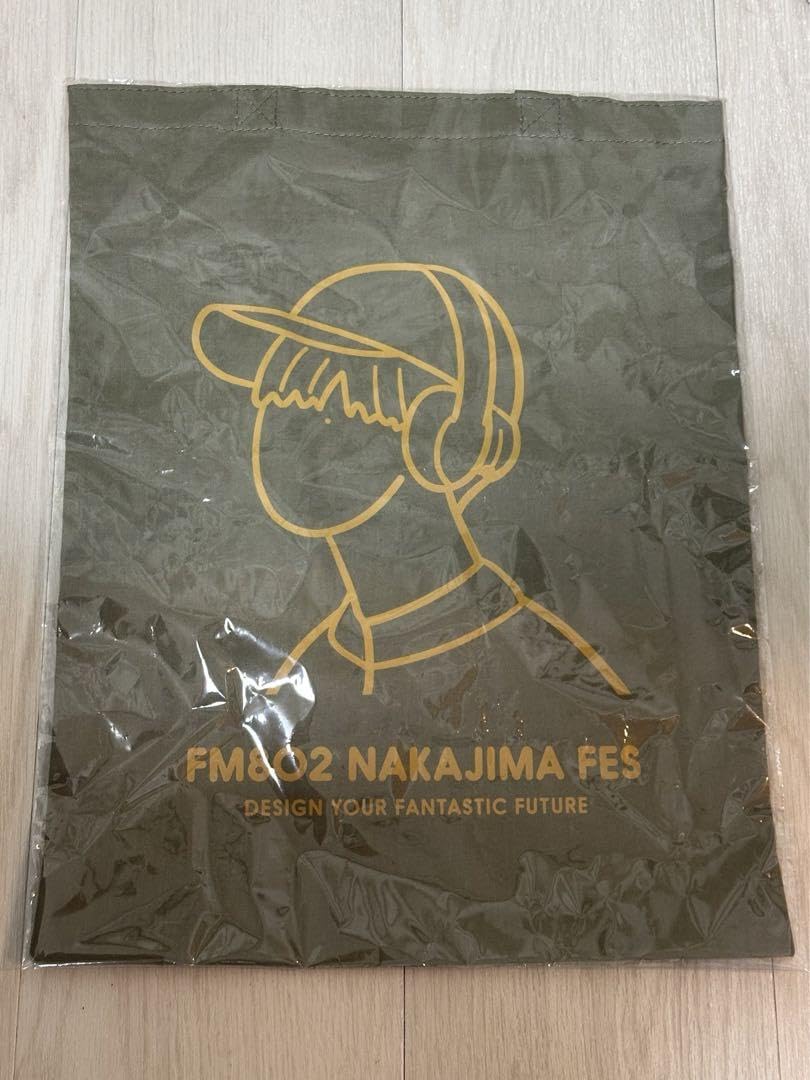 FM802 NAKAJIMA FES
DESIGN YOUR FANTASTIC FUTURE